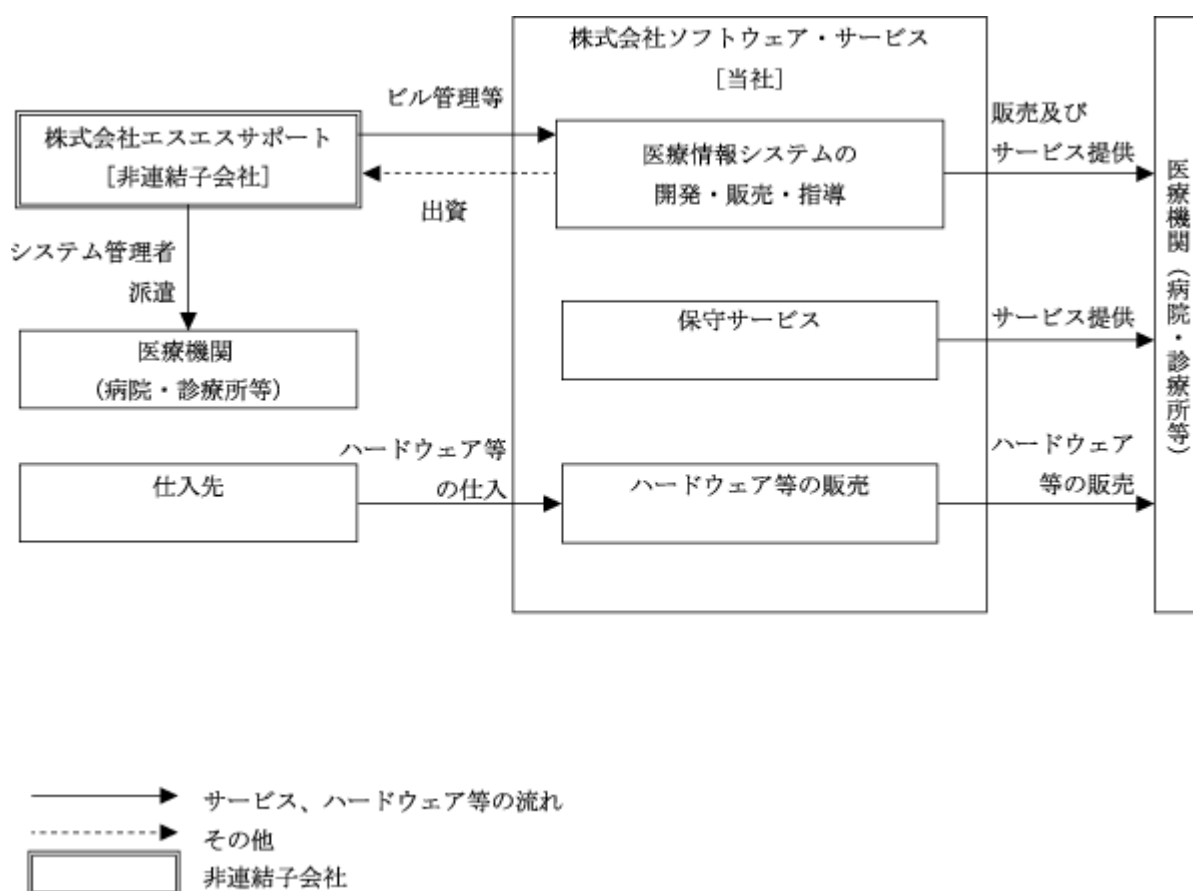 株式会社ソフトウェア・サービス
[当社]
ビル管理等
株式会社エスエスサポート
[非連結子会社]
出資
医療情報システムの
開発・販売・指導
販売及び
サービス提供
システム管理者
派遣
医療機関
(病院・診療所等)
保守サービス
サービス提供
仕入先
ハードウェア等
の仕入
ハードウェア等の販売
ハードウェア
等の販売
医療機関(病院・診療所等)
サービス、ハードウェア等の流れ
その他
非連結子会社